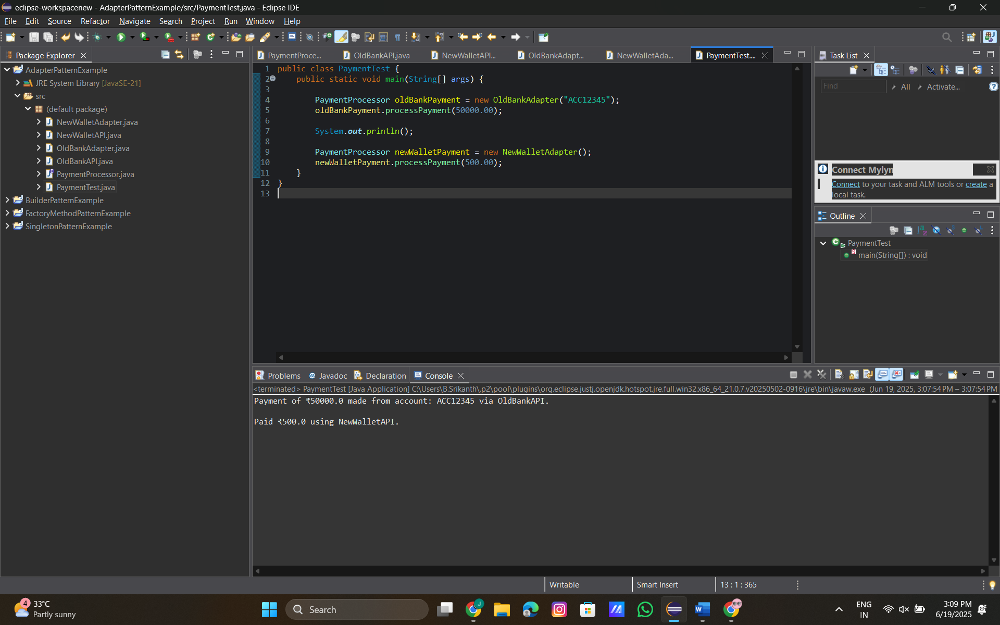 eclipse-workspacenew - AdapterPatternExample/src/PaymentTest.java - Eclipse IDE
File Edit Source Refactor Navigate Search Project Run Window Help
Package Explorer
AdapterPatternExample
JRE System Library [JavaSE-21]
src
(default package)
NewWalletAdapter.java
NewWalletAPI.java
OldBankAdapter.java
OldBankAPI.java
PaymentProcessor.java
PaymentTest.java
BuilderPatternExample
FactoryMethodPatternExample
SingletonPatternExample
PaymentProce... OldBankAPI.java NewWalletAPI... OldBankAdapt... NewWalletAda... PaymentTest....
1 public class PaymentTest {
2 public static void main(String[] args) {
3
4 PaymentProcessor oldBankPayment = new OldBankAdapter("ACC12345");
5 oldBankPayment.processPayment(50000.00);
6
7 System.out.println();
8
9 PaymentProcessor newWalletPayment = new NewWalletAdapter();
10 newWalletPayment.processPayment(500.00);
11 }
12 }
13
Task List
Find All Activate...
Connect Mylyn
Connect to your task and ALM tools or create a
local task.
Outline
PaymentTest
main(String[]) : void
Problems Javadoc Declaration Console
<terminated> PaymentTest [Java Application] C:\Users\B.Srikanth\.p2\pool\plugins\org.eclipse.justj.openjdk.hotspot.jre.full.win32.x86_64_21.0.7.v20250502-0916\jre\bin\javaw.exe (Jun 19, 2025, 3:07:54 PM – 3:07:54 PM
Payment of ₹50000.0 made from account: ACC12345 via OldBankAPI.
Paid ₹500.0 using NewWalletAPI.
Writable Smart Insert 13 : 1 : 365
4
33°C
Partly sunny
Search
J
ENG
IN
3:09 PM
6/19/2025